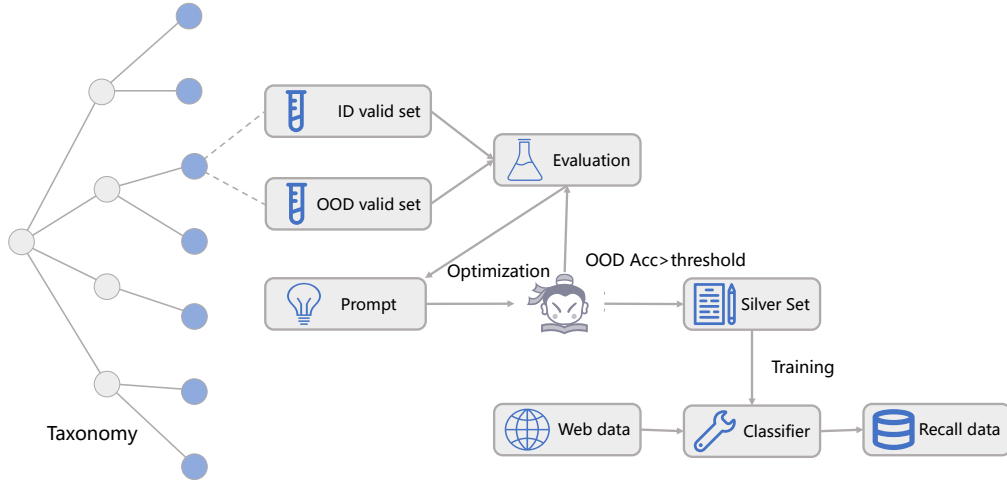 ID valid set
Evaluation
OOD valid set
Optimization
OOD Acc>threshold
Prompt
Silver Set
Training
Taxonomy
Web data
Classifier
Recall data